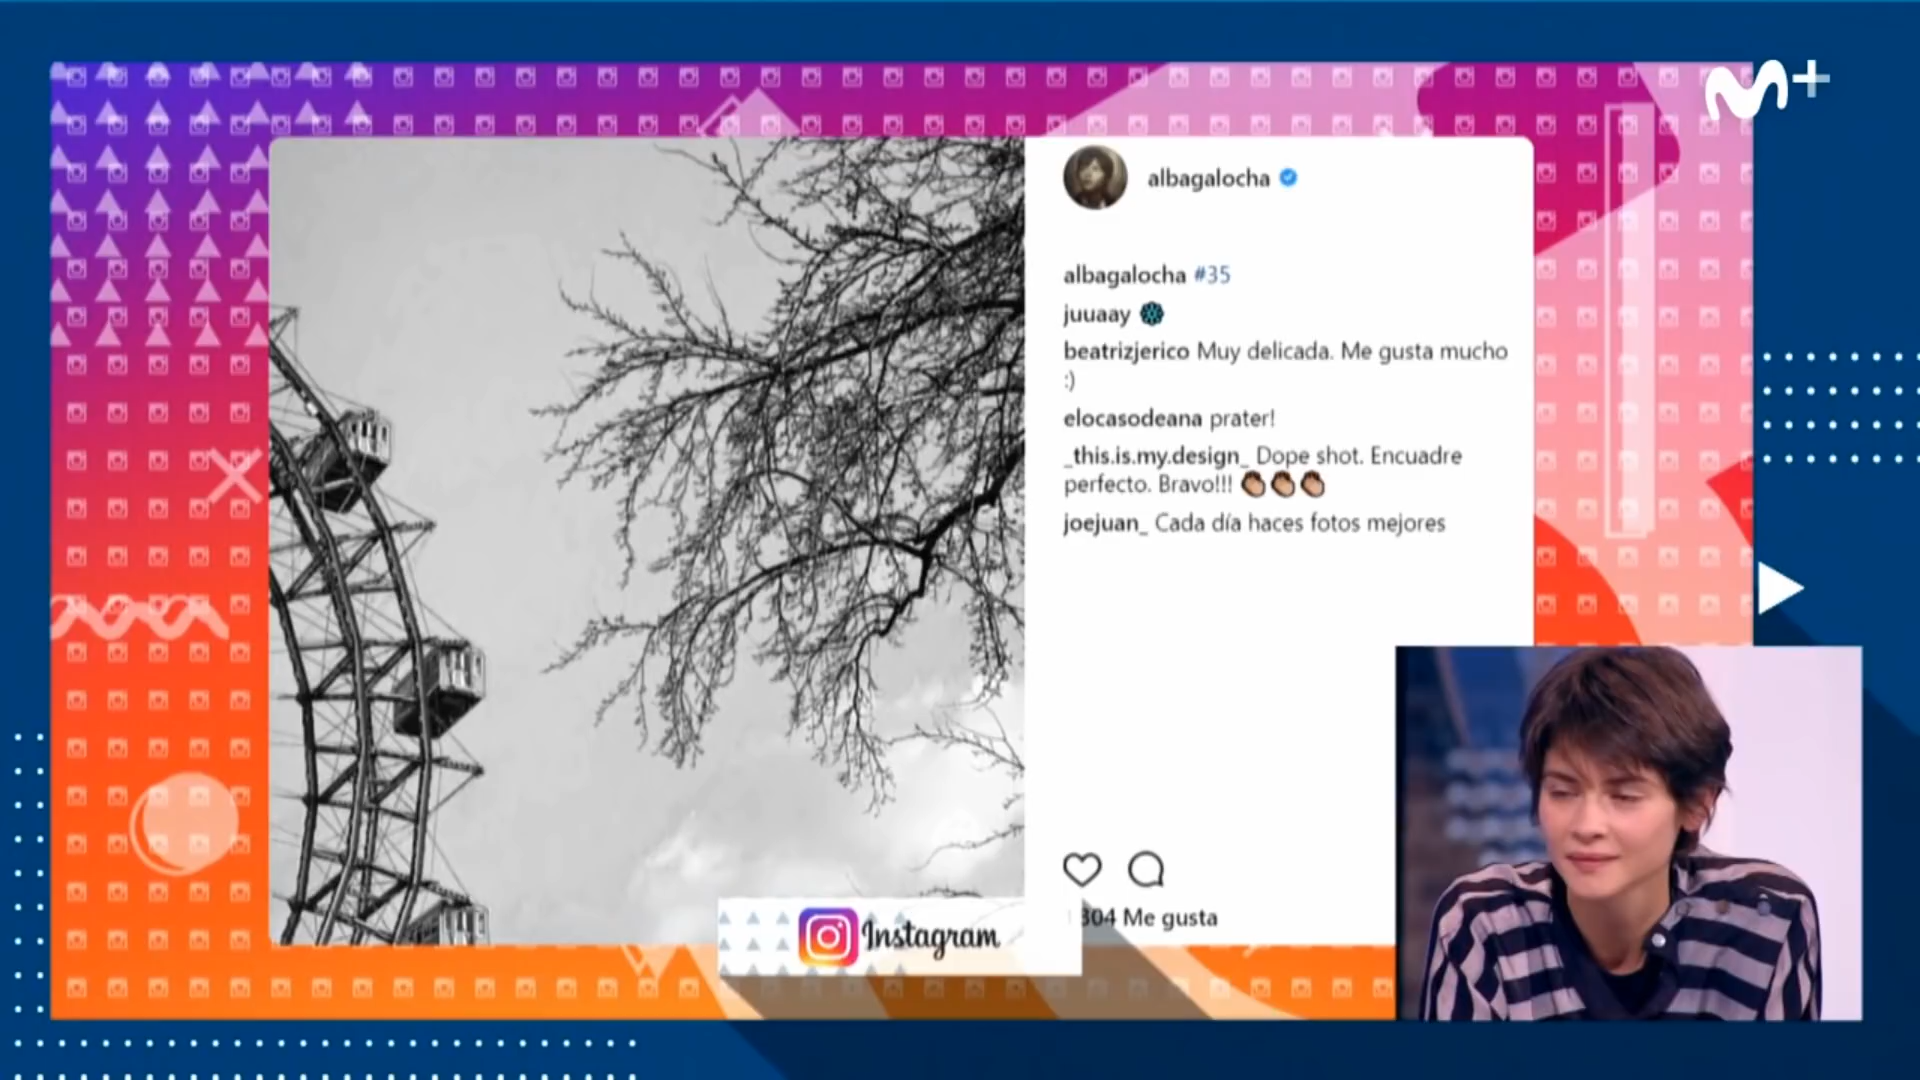 M+
albagalocha
albagalocha #35
juuaay
beatrizjerico Muy delicada. Me gusta mucho
:)
elocasodeana prater!
_this.is.my.design_ Dope shot. Encuadre
perfecto. Bravo!!!
joejuan_ Cada día haces fotos mejores
304 Me gusta
Instagram